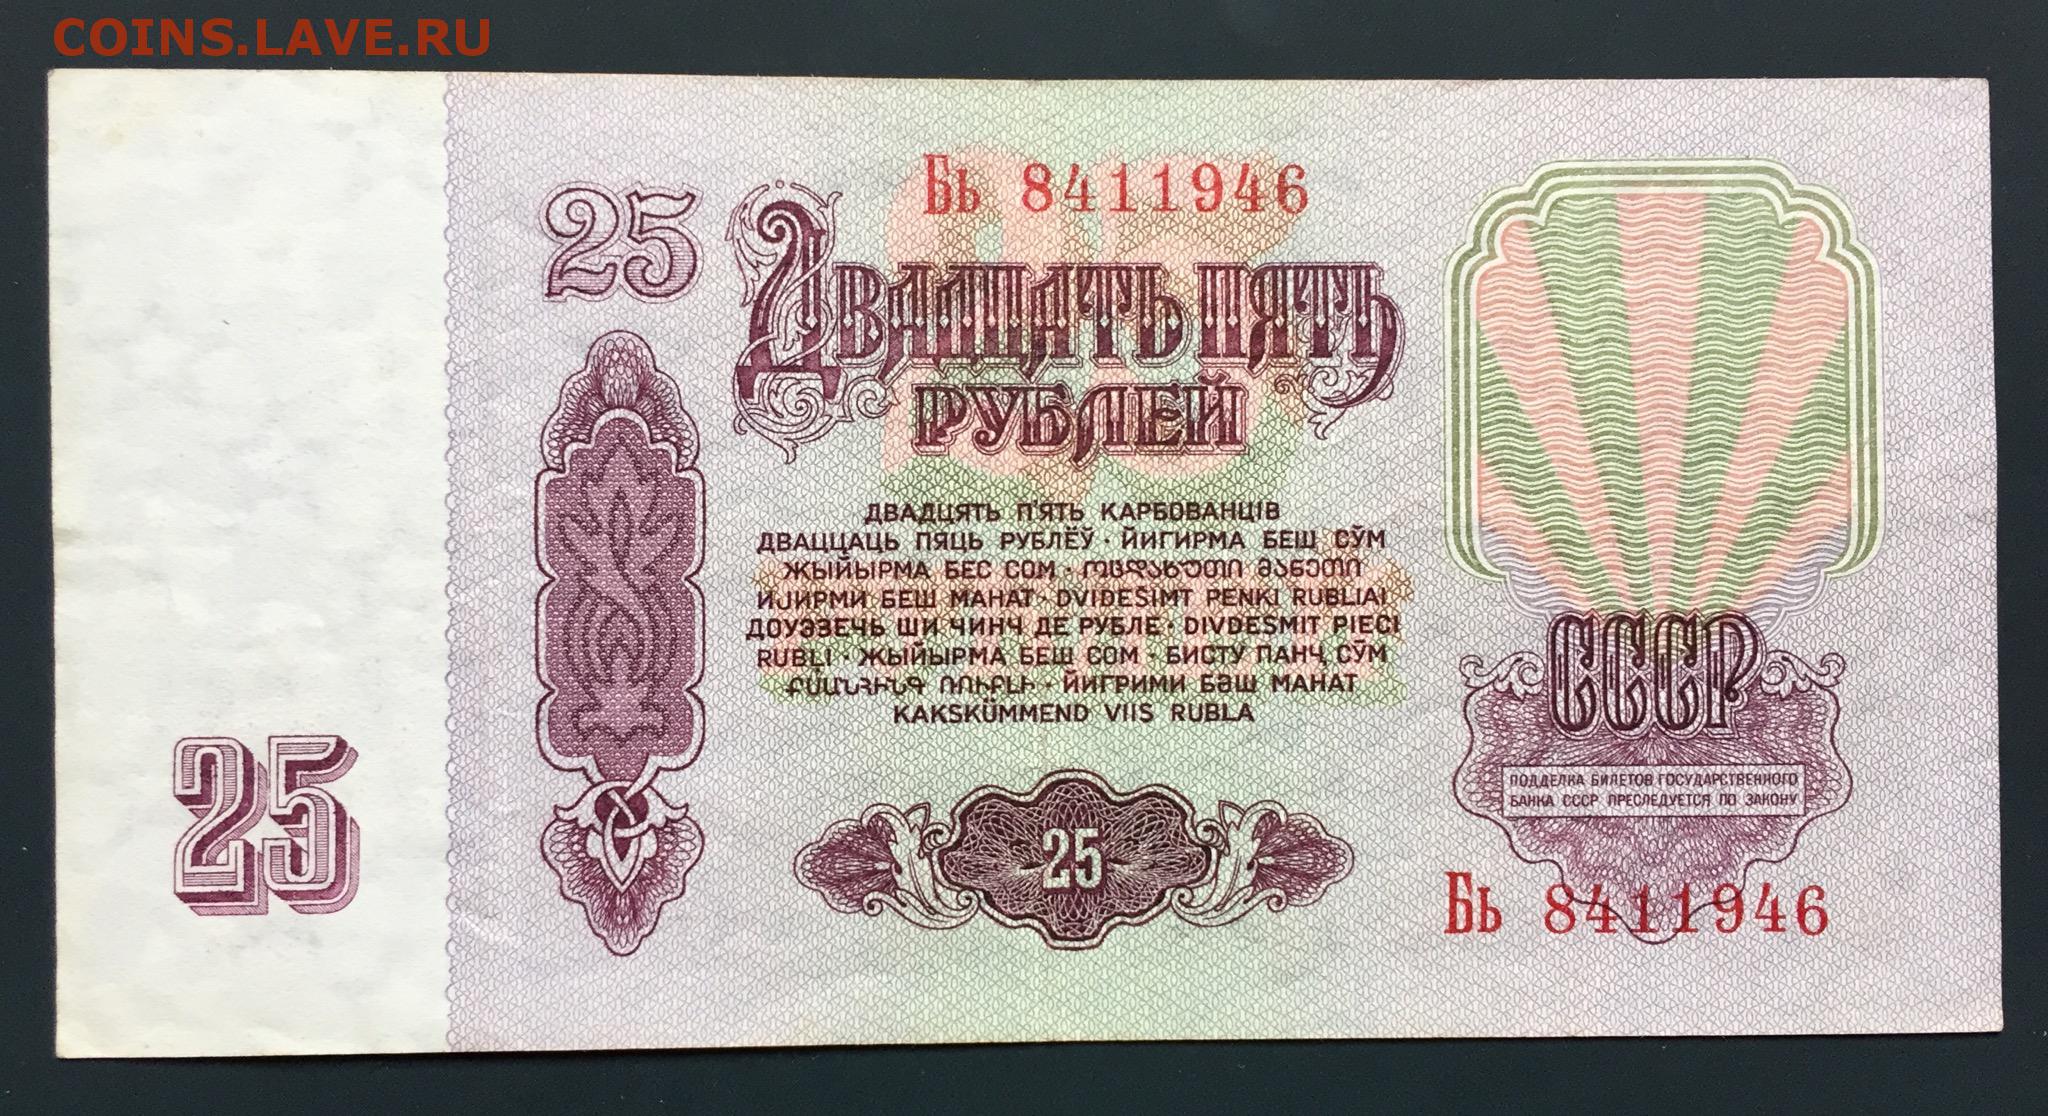 COINS.LAVE.RU
Бь 8411946
25
ДВАДЦАТЬ ПЯТЬ
РУБЛЕЙ
ДВАДЦЯТЬ П'ЯТЬ КАРБОВАНЦІВ
ДВАЦЦАЦЬ ПЯЦЬ РУБЛЁЎ · ЙИГИРМА БЕШ СЎМ
ЖЫЙЫРМА БЕС СОМ · ოცდახუთი მანეთი
ИЈИРМИ БЕШ МАНАТ · DVIDEŠIMT PENKI RUBLIAI
ДОУЭЗЕЧЬ ШИ ЧИНЧ ДЕ РУБЛЕ · DIVDESMIT PIECI
RUBĻI · ЖЫЙЫРМА БЕШ СОМ · БИСТУ ПАНҶ СӮМ
ՔՍԱՆՀԻՆԳ ՌՈՒԲԼԻ · ЙИГРИМИ БӘШ МАНАТ
KAKSKÜMMEND VIIS RUBLA
СССР
ПОДДЕЛКА БИЛЕТОВ ГОСУДАРСТВЕННОГО
БАНКА СССР ПРЕСЛЕДУЕТСЯ ПО ЗАКОНУ
25
25
Бь 8411946